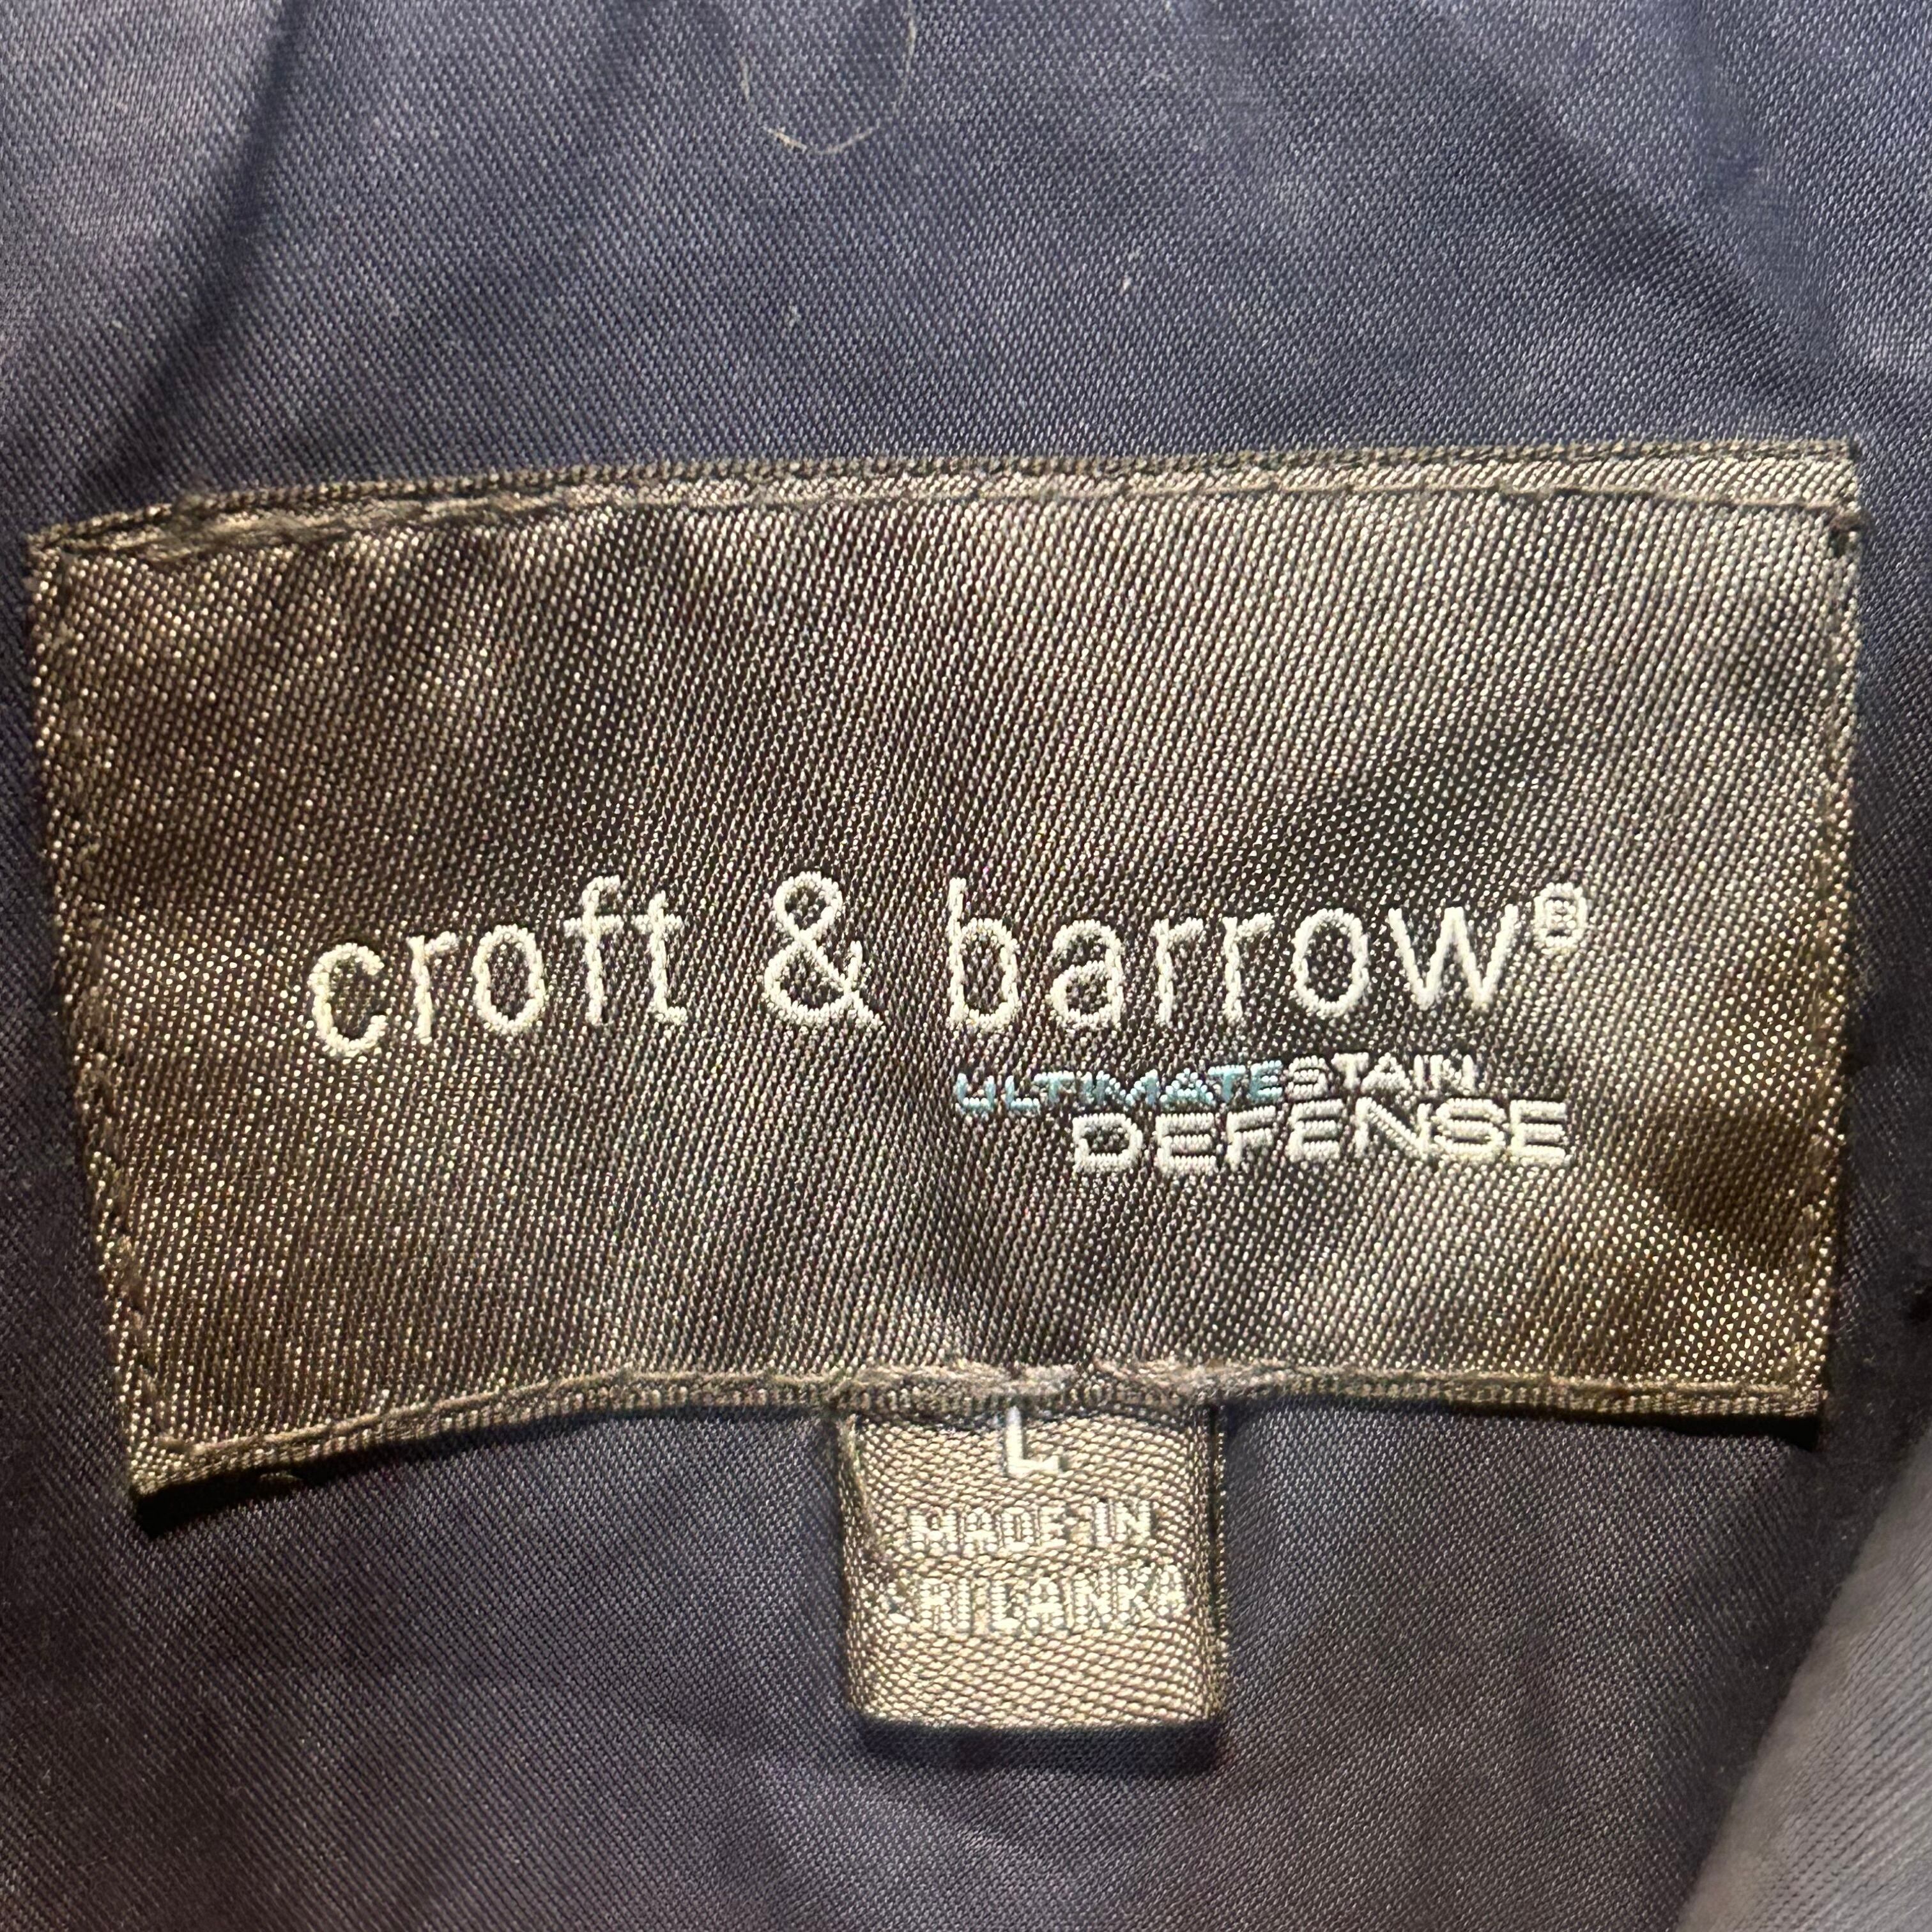 croft & barrow®
ULTIMATESTAIN
DEFENSE
L
MADE IN
SRI LANKA